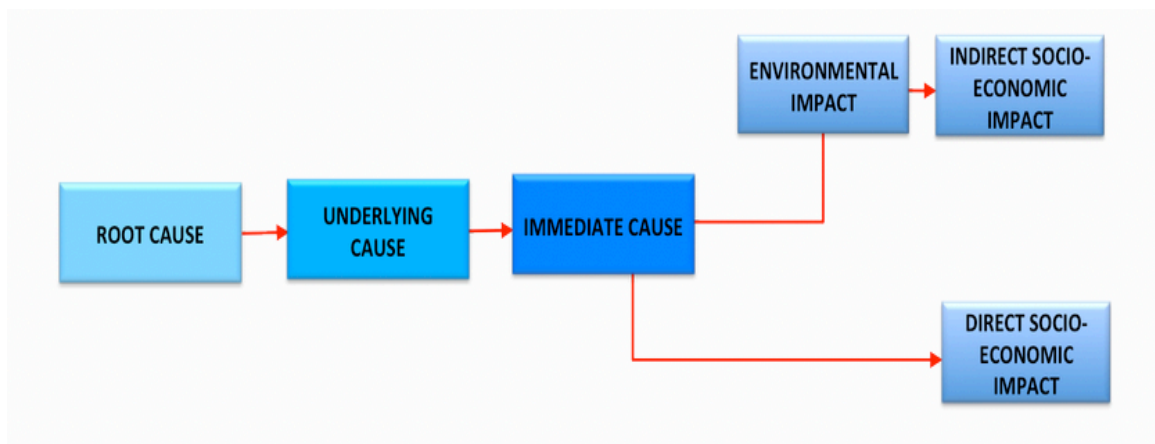 ENVIRONMENTAL
IMPACT
INDIRECT SOCIO-
ECONOMIC
IMPACT
ROOT CAUSE
UNDERLYING
CAUSE
IMMEDIATE CAUSE
DIRECT SOCIO-
ECONOMIC
IMPACT